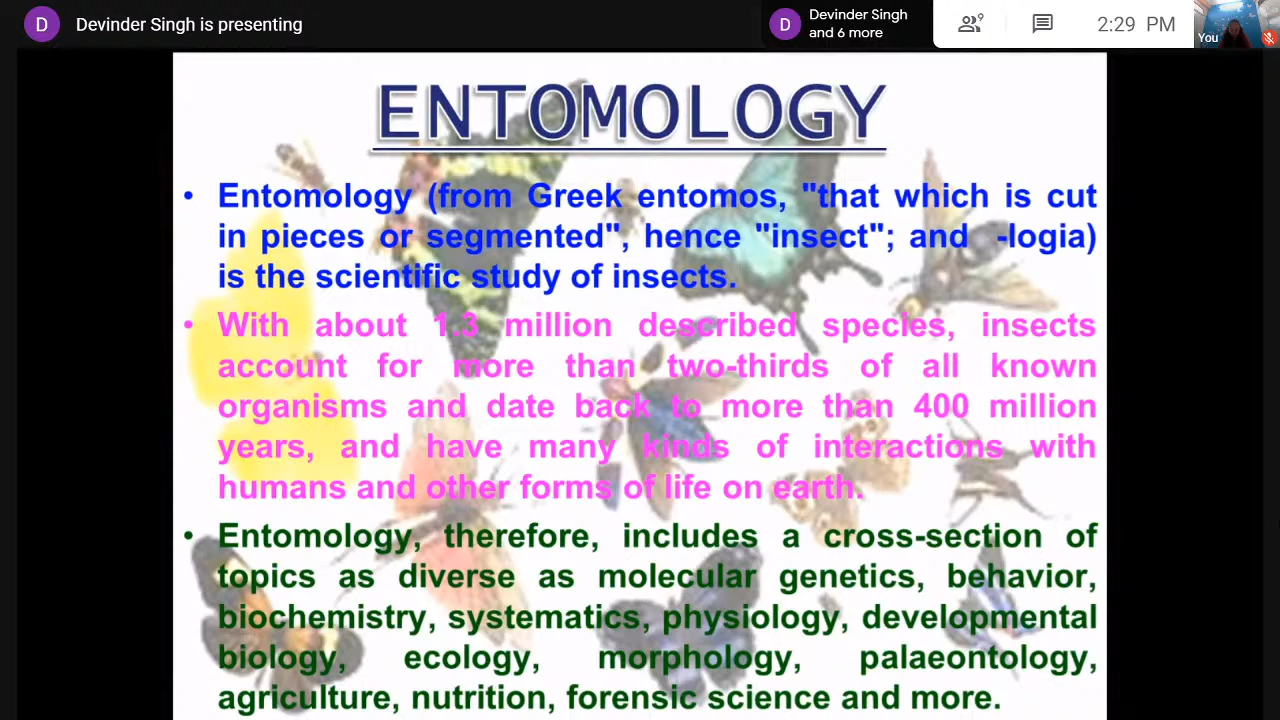 D Devinder Singh is presenting
D Devinder Singh
and 6 more
9
2:29 PM
You
ENTOMOLOGY
• Entomology (from Greek entomos, "that which is cut
in pieces or segmented", hence "insect"; and -logia)
is the scientific study of insects.
• With about 1.3 million described species, insects
account for more than two-thirds of all known
organisms and date back to more than 400 million
years, and have many kinds of interactions with
humans and other forms of life on earth.
• Entomology, therefore, includes a cross-section of
topics as diverse as molecular genetics, behavior,
biochemistry, systematics, physiology, developmental
biology, ecology, morphology, palaeontology,
agriculture, nutrition, forensic science and more.